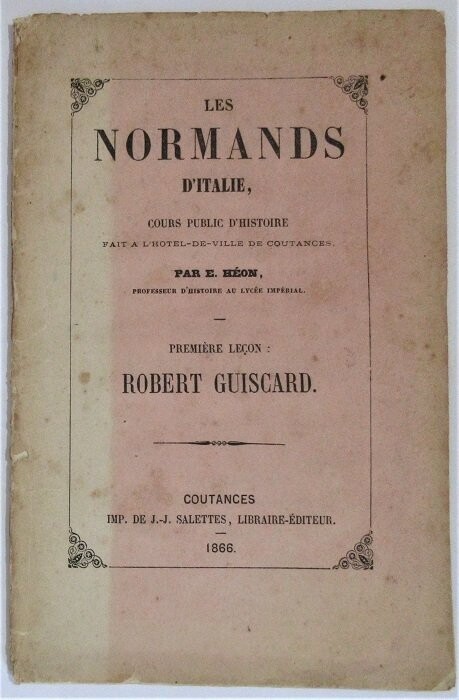 LES
NORMANDS
D'ITALIE,
COURS PUBLIC D'HISTOIRE
FAIT A L'HOTEL-DE-VILLE DE COUTANCES.
PAR E. HÉON,
PROFESSEUR D'HISTOIRE AU LYCÉE IMPÉRIAL.
PREMIÈRE LEÇON :
ROBERT GUISCARD.
COUTANCES
IMP. DE J.-J. SALETTES, LIBRAIRE-ÉDITEUR.
1866.